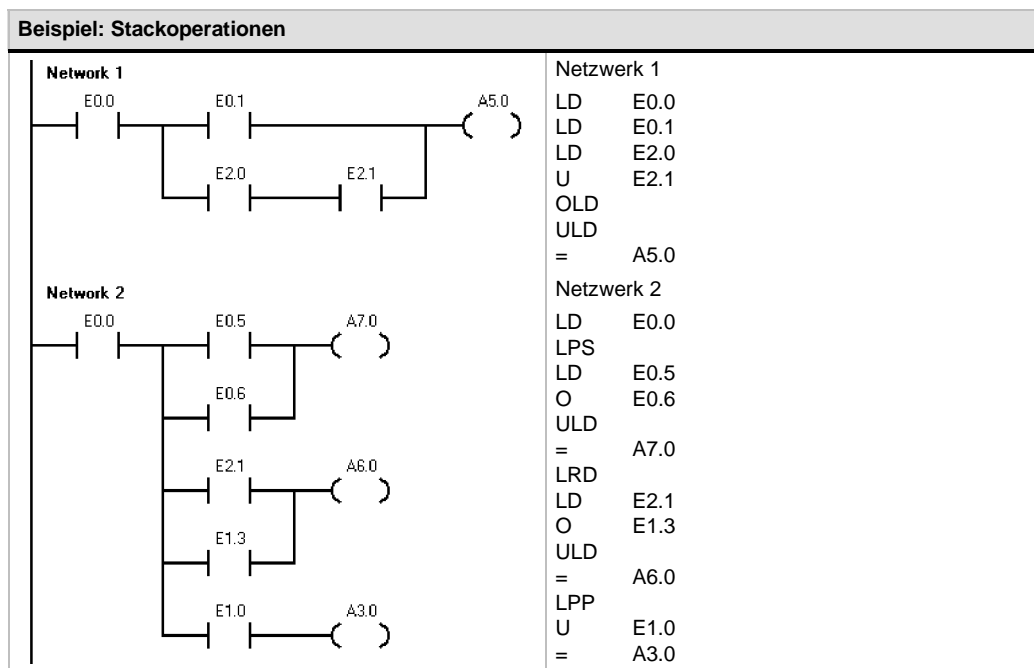 Beispiel: Stackoperationen
Network 1
E0.0 E0.1 A5.0
E2.0 E2.1
Network 2
E0.0 E0.5 A7.0
E0.6
E2.1 A6.0
E1.3
E1.0 A3.0
Netzwerk 1
LD E0.0
LD E0.1
LD E2.0
U E2.1
OLD
ULD
= A5.0
Netzwerk 2
LD E0.0
LPS
LD E0.5
O E0.6
ULD
= A7.0
LRD
LD E2.1
O E1.3
ULD
= A6.0
LPP
U E1.0
= A3.0